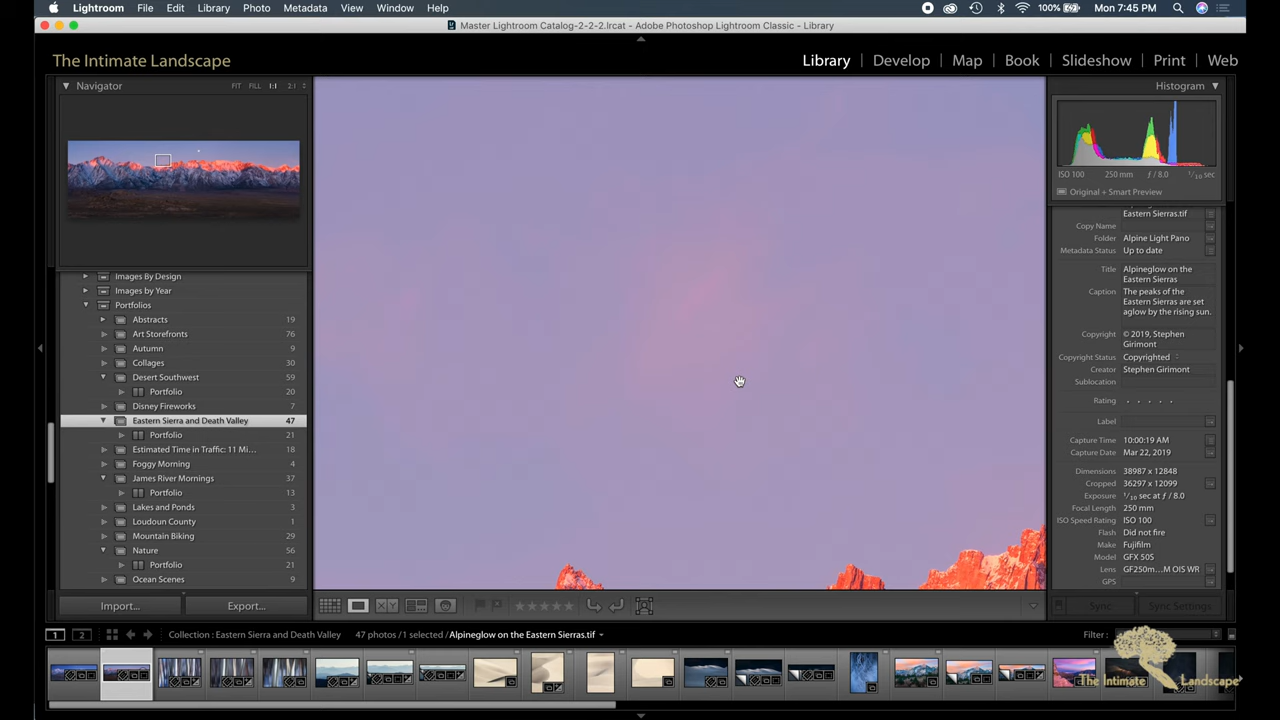 Lightroom File Edit Library Photo Metadata View Window Help 100% Mon 7:45 PM
Master Lightroom Catalog-2-2-2.lrcat - Adobe Photoshop Lightroom Classic - Library
The Intimate Landscape Library Develop Map Book Slideshow Print Web
Navigator FIT FILL 1:1 2:1
Histogram
ISO 100 250 mm ƒ / 8.0 ¹⁄₁₀ sec
Original + Smart Preview
Images By Design
Images by Year
Portfolios
Abstracts 19
Art Storefronts 76
Autumn 9
Collages 30
Desert Southwest 59
Portfolio 20
Disney Fireworks 7
Eastern Sierra and Death Valley 47
Portfolio 21
Estimated Time in Traffic: 11 Mi... 18
Foggy Morning 4
James River Mornings 37
Portfolio 13
Lakes and Ponds 3
Loudoun County 1
Mountain Biking 29
Nature 56
Portfolio 21
Ocean Scenes 9
Import... Export...
Eastern Sierras.tif
Copy Name
Folder Alpine Light Pano
Metadata Status Up to date
Title Alpineglow on the
Eastern Sierras
Caption The peaks of the
Eastern Sierras are set
aglow by the rising sun.
Copyright © 2019, Stephen
Girimont
Copyright Status Copyrighted
Creator Stephen Girimont
Sublocation
Rating
Label
Capture Time 10:00:19 AM
Capture Date Mar 22, 2019
Dimensions 38987 x 12848
Cropped 36297 x 12099
Exposure ¹⁄₁₀ sec at ƒ / 8.0
Focal Length 250 mm
ISO Speed Rating ISO 100
Flash Did not fire
Make Fujifilm
Model GFX 50S
Lens GF250m...M OIS WR
GPS
Sync Sync Settings
1 2 Collection : Eastern Sierra and Death Valley 47 photos / 1 selected / Alpineglow on the Eastern Sierras.tif Filter :
The Intimate Landscape